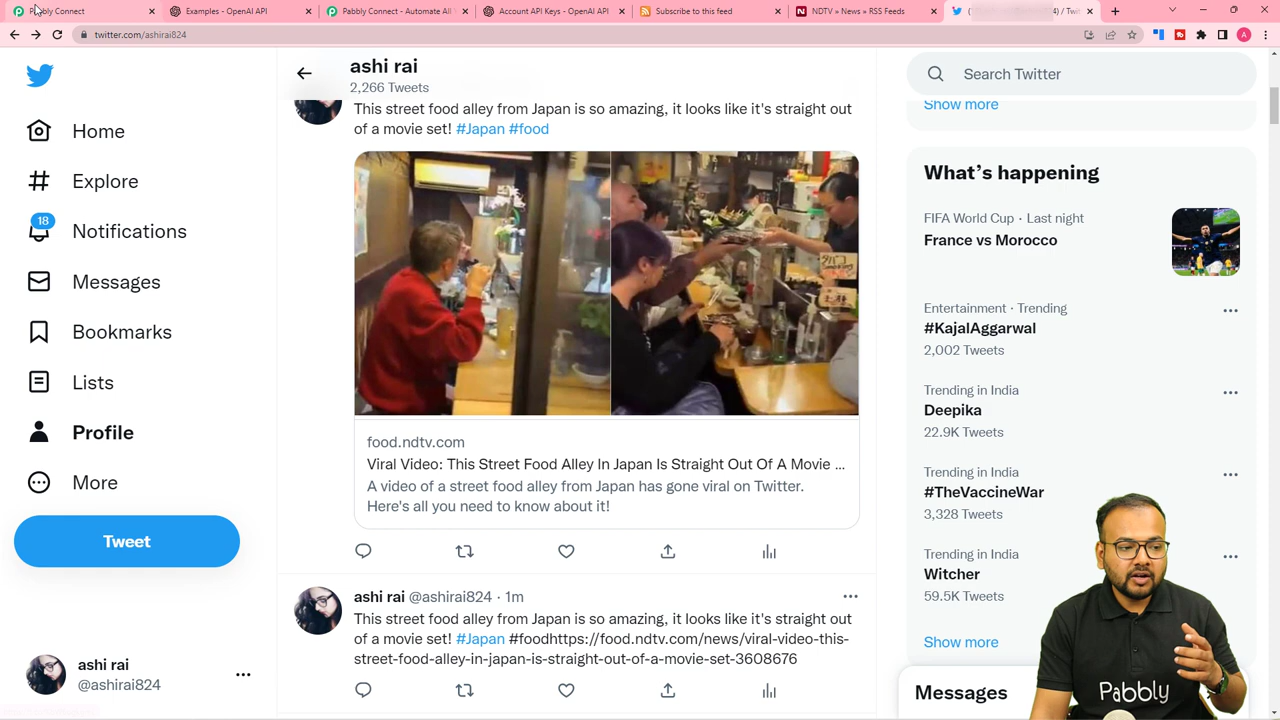 Pabbly Connect
Examples - OpenAI API
Pabbly Connect - Automate All
Account API Keys - OpenAI API
Subscribe to this feed
NDTV » News » RSS Feeds
twitter.com/ashirai824
ashi rai
2,266 Tweets
Search Twitter
Show more
Home
Explore
18
Notifications
Messages
Bookmarks
Lists
Profile
More
Tweet
ashi rai
@ashirai824
This street food alley from Japan is so amazing, it looks like it's straight out
of a movie set! #Japan #food
food.ndtv.com
Viral Video: This Street Food Alley In Japan Is Straight Out Of A Movie ...
A video of a street food alley from Japan has gone viral on Twitter.
Here's all you need to know about it!
ashi rai @ashirai824 · 1m
This street food alley from Japan is so amazing, it looks like it's straight out
of a movie set! #Japan #foodhttps://food.ndtv.com/news/viral-video-this-
street-food-alley-in-japan-is-straight-out-of-a-movie-set-3608676
What's happening
FIFA World Cup · Last night
France vs Morocco
Entertainment · Trending
#KajalAggarwal
2,002 Tweets
Trending in India
Deepika
22.9K Tweets
Trending in India
#TheVaccineWar
3,328 Tweets
Trending in India
Witcher
59.5K Tweets
Show more
Messages
Pabbly